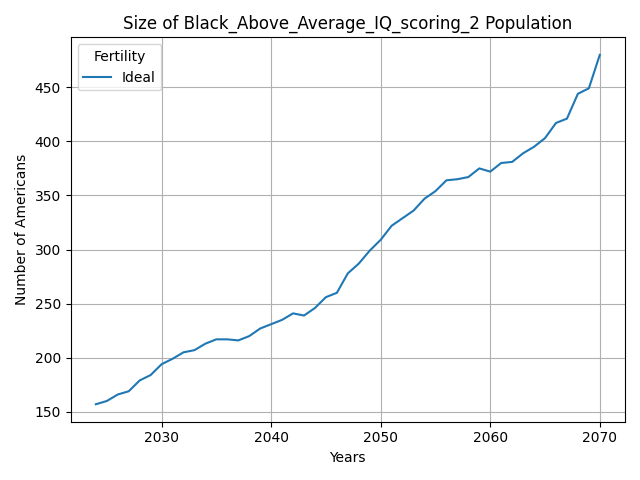 Size of Black_Above_Average_IQ_scoring_2 Population
Fertility
Ideal
Number of Americans
450
400
350
300
250
200
150
2030 2040 2050 2060 2070
Years